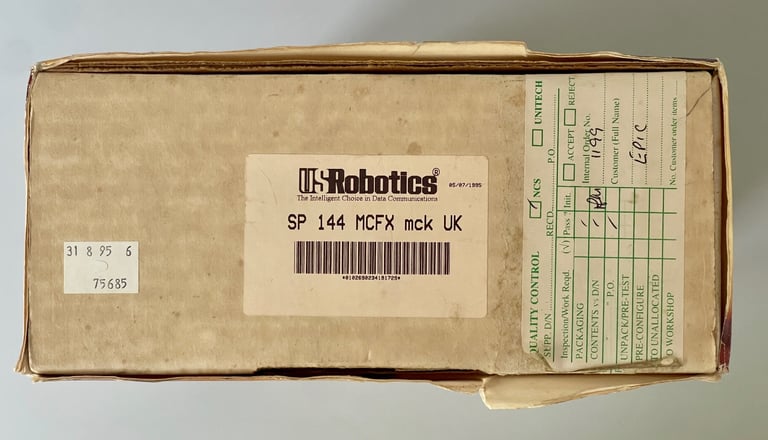 USRobotics®
05/07/1995
The Intelligent Choice in Data Communications
SP 144 MCFX mck UK
31 8 95 6
75685
QUALITY CONTROL
NCS
UNITECH
SUPP. D/N
RECD.
P.O.
Inspection/Work Reqd.
(√) Pass
Init.
ACCEPT
REJECT
PACKAGING
CONTENTS vs DN
" P.O.
UNPACK/PRE-TEST
PRE-CONFIGURE
TO UNALLOCATED
TO WORKSHOP
Internal Order No.
1199
Customer (Full Name)
EPIC
No. Customer order items